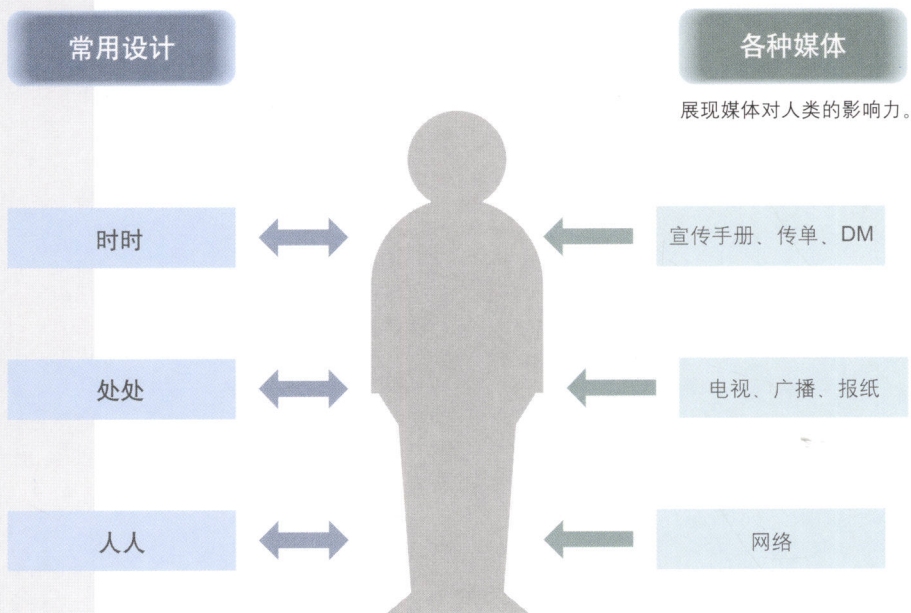 常用设计
各种媒体
展现媒体对人类的影响力。
时时
宣传手册、传单、DM
处处
电视、广播、报纸
人人
网络